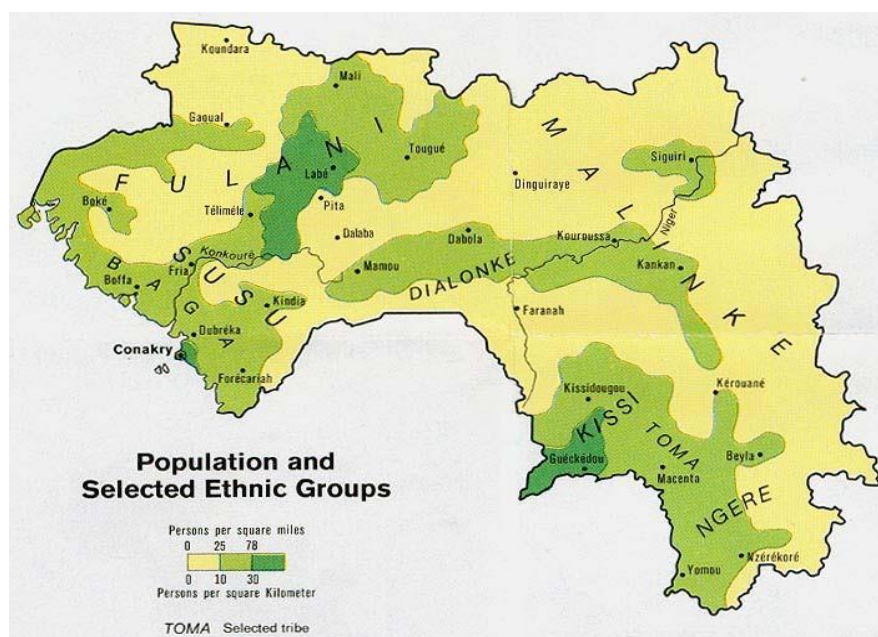 Koundara
Mali
Gaoual
FULANI
MALINKE
Tougué
Siguiri
Labé
Dinguiraye
Boké
Télimélé
Pita
Niger
Dalaba
Dabola
Kouroussa
Konkouré
SUSU
Fria
BAGA
Boffa
Mamou
DIALONKE
Kankan
Kindia
Faranah
Dubréka
Conakry
Forécariah
Kissidougou
Kérouané
KISSI
TOMA
Guéckédou
Macenta
Beyla
NGERE
Nzérékoré
Yomou
Population and
Selected Ethnic Groups
Persons per square miles
0 25 78
0 10 30
Persons per square Kilometer
TOMA Selected tribe